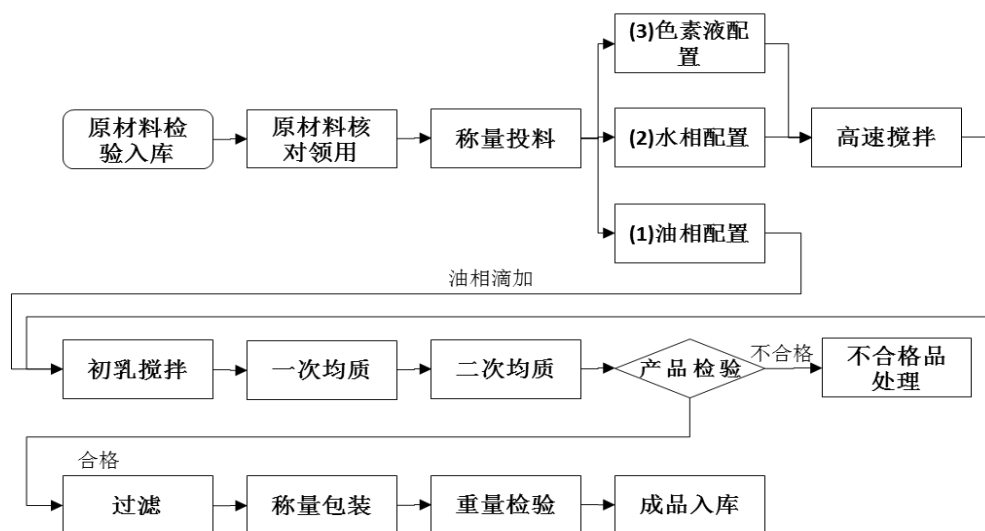 (3)色素液配
置
原材料检
验入库
原材料核
对领用
称量投料
(2)水相配置
高速搅拌
(1)油相配置
油相滴加
初乳搅拌
一次均质
二次均质
产品检验
不合格
不合格品
处理
合格
过滤
称量包装
重量检验
成品入库